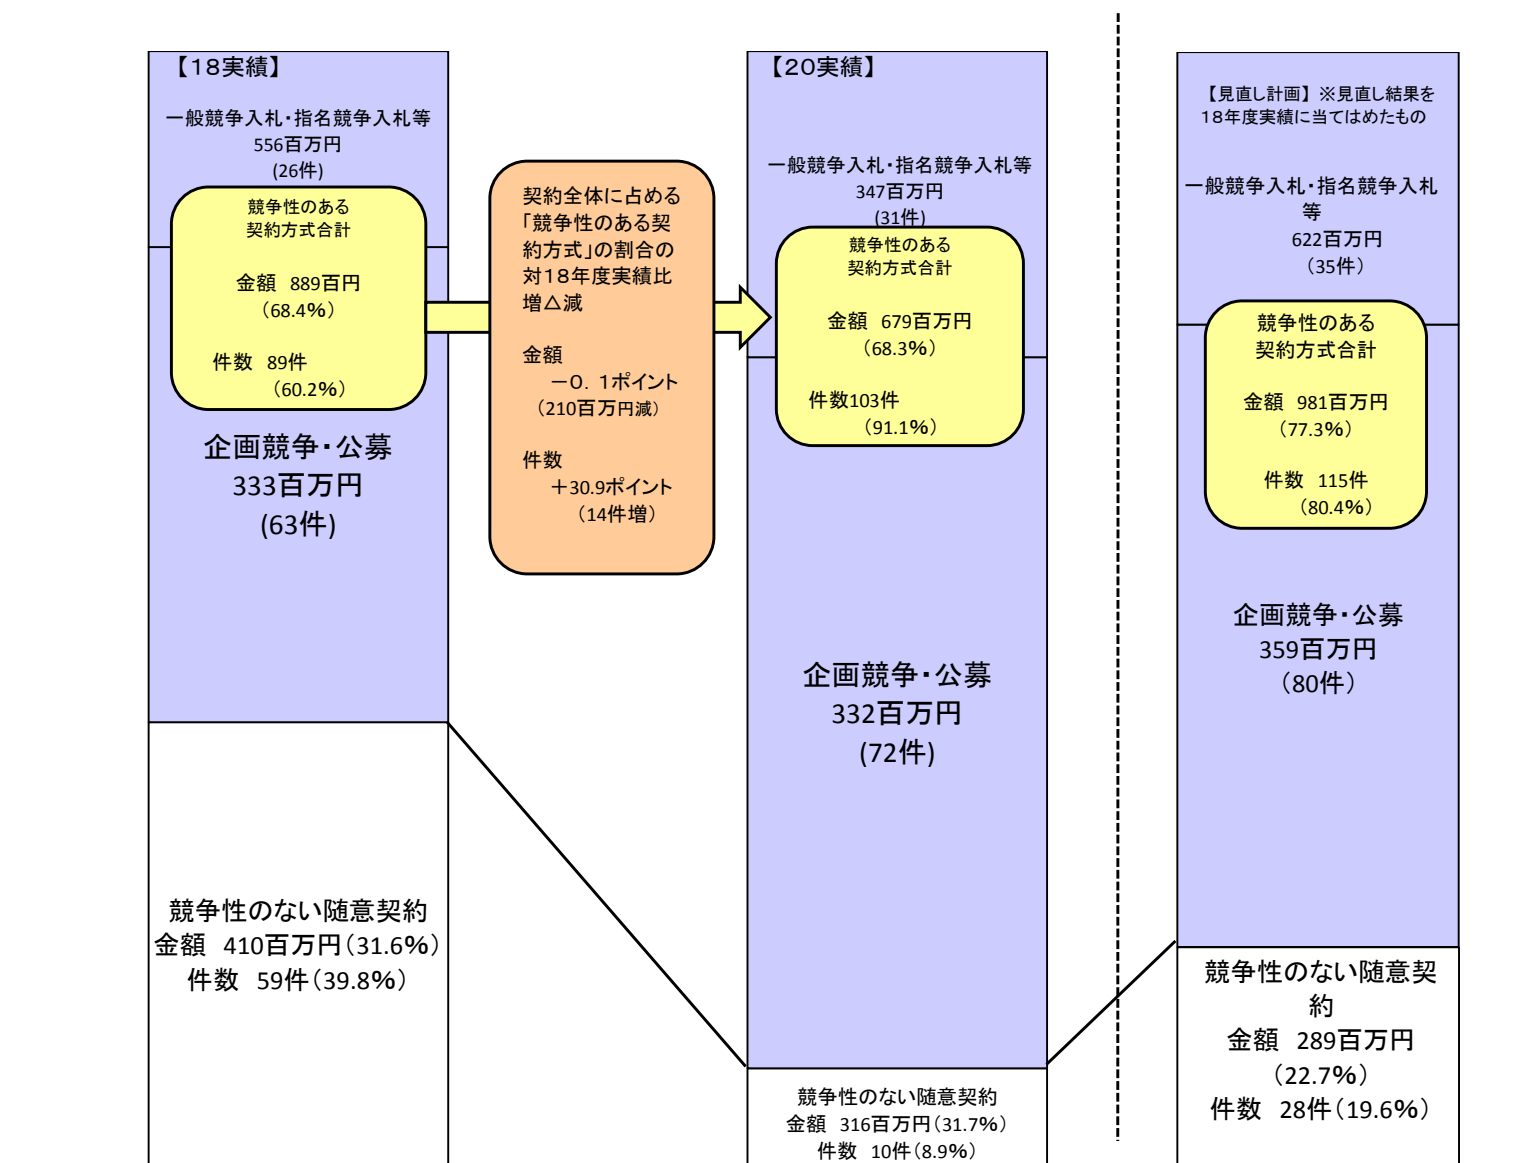 【18実績】
一般競争入札・指名競争入札等
556百万円
(26件)
競争性のある
契約方式合計
金額 889百円
(68.4%)
件数 89件
(60.2%)
企画競争・公募
333百万円
(63件)
競争性のない随意契約
金額 410百万円(31.6%)
件数 59件(39.8%)
契約全体に占める
「競争性のある契
約方式」の割合の
対18年度実績比
増△減
金額
－0．1ポイント
(210百万円減)
件数
＋30.9ポイント
(14件増)
【20実績】
一般競争入札・指名競争入札等
347百万円
(31件)
競争性のある
契約方式合計
金額 679百万円
(68.3%)
件数103件
(91.1%)
企画競争・公募
332百万円
(72件)
競争性のない随意契約
金額 316百万円(31.7%)
件数 10件(8.9%)
【見直し計画】※見直し結果を
18年度実績に当てはめたもの
一般競争入札・指名競争入札
等
622百万円
(35件)
競争性のある
契約方式合計
金額 981百万円
(77.3%)
件数 115件
(80.4%)
企画競争・公募
359百万円
(80件)
競争性のない随意契
約
金額 289百万円
(22.7%)
件数 28件(19.6%)